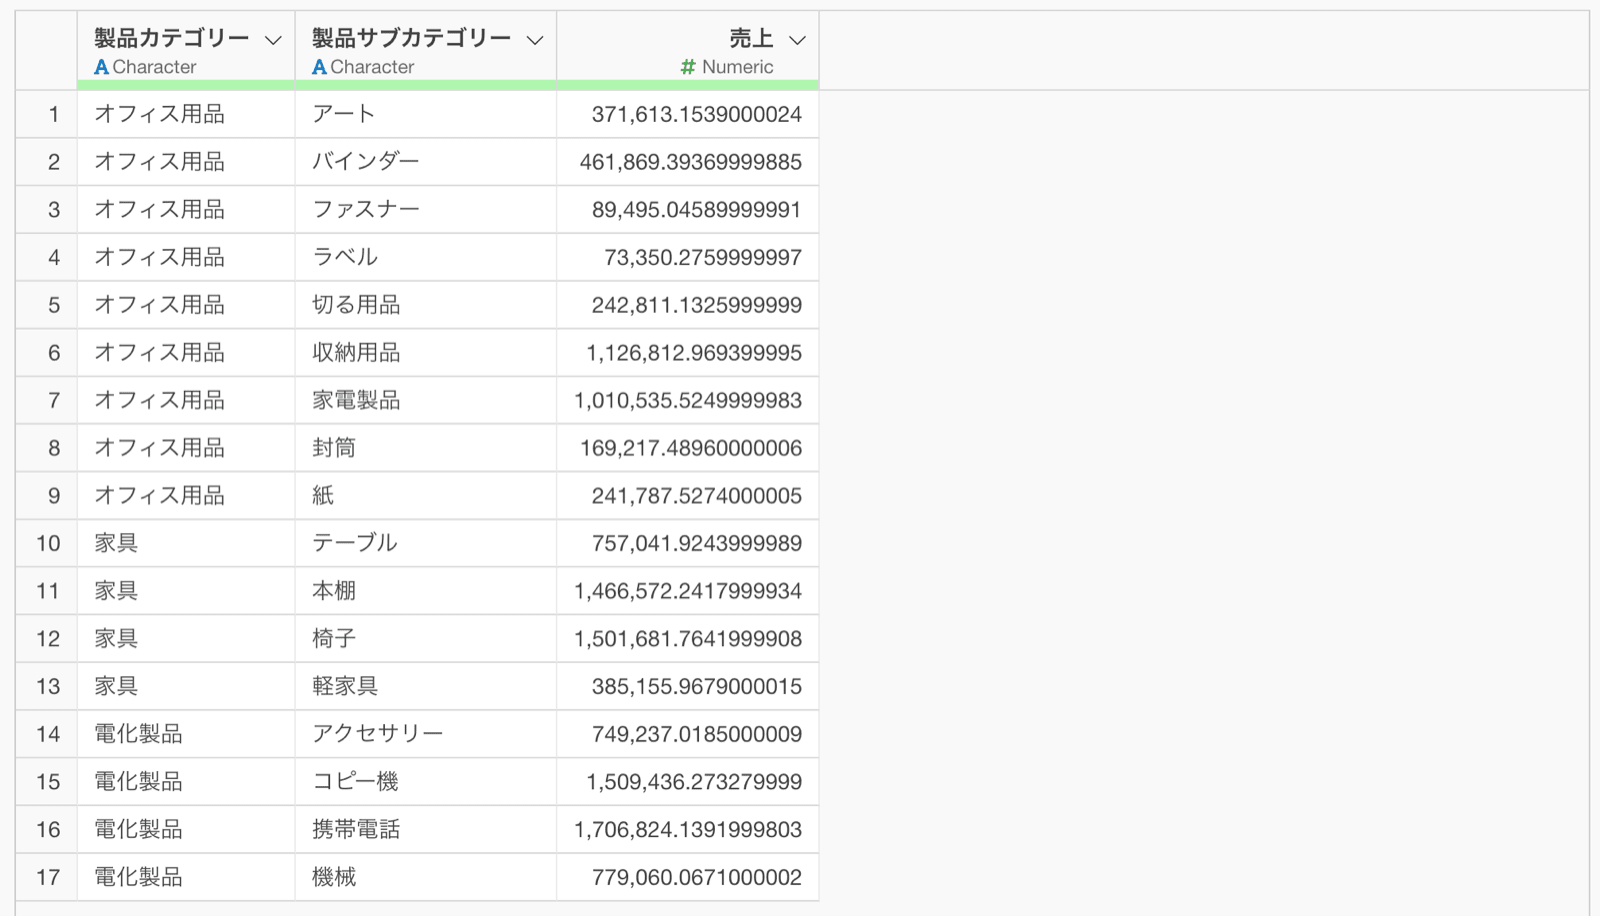 製品カテゴリー 製品サブカテゴリー 売上
A Character A Character # Numeric
1 オフィス用品 アート 371,613.1539000024
2 オフィス用品 バインダー 461,869.39369999885
3 オフィス用品 ファスナー 89,495.04589999991
4 オフィス用品 ラベル 73,350.2759999997
5 オフィス用品 切る用品 242,811.1325999999
6 オフィス用品 収納用品 1,126,812.969399995
7 オフィス用品 家電製品 1,010,535.5249999983
8 オフィス用品 封筒 169,217.48960000006
9 オフィス用品 紙 241,787.5274000005
10 家具 テーブル 757,041.9243999989
11 家具 本棚 1,466,572.2417999934
12 家具 椅子 1,501,681.7641999908
13 家具 軽家具 385,155.9679000015
14 電化製品 アクセサリー 749,237.0185000009
15 電化製品 コピー機 1,509,436.273279999
16 電化製品 携帯電話 1,706,824.1391999803
17 電化製品 機械 779,060.0671000002